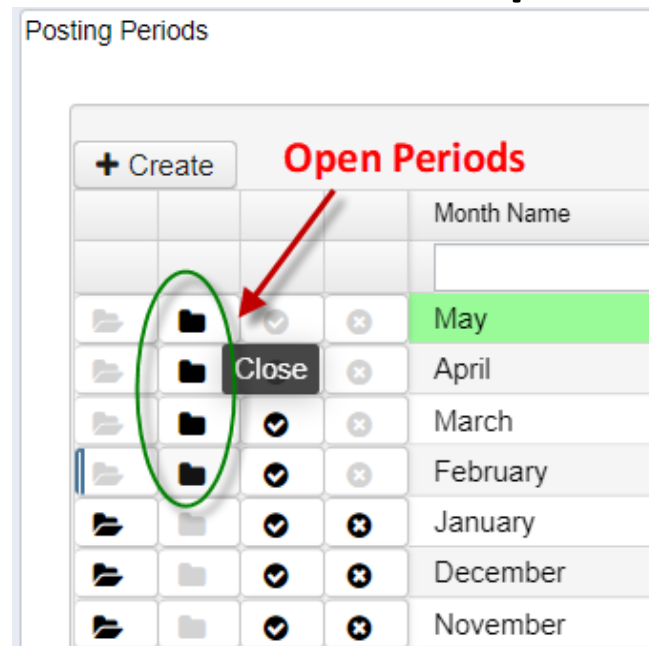 Posting Periods
+ Create
Open Periods
Month Name
May
Close
April
March
February
January
December
November